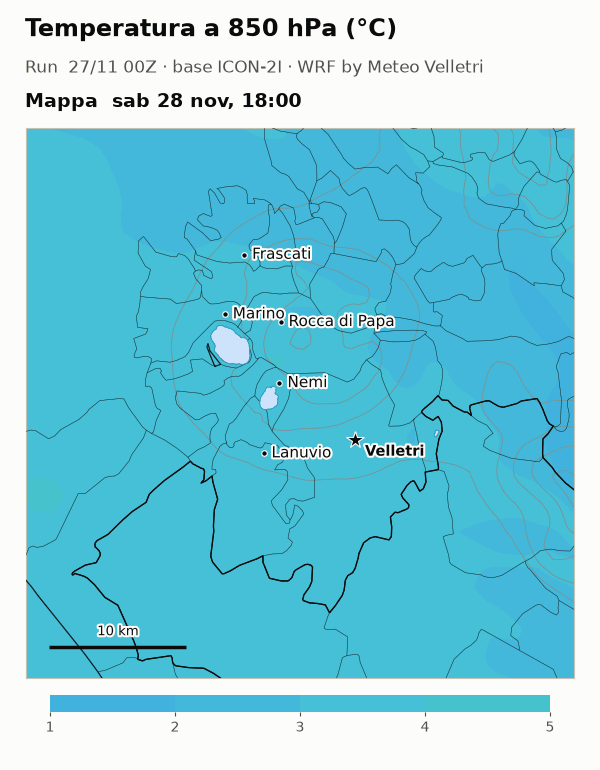 Temperatura a 850 hPa (°C)
Run  27/11 00Z · base ICON-2I · WRF by Meteo Velletri
Mappa  sab 28 nov, 18:00
Frascati
Marino
Rocca di Papa
Nemi
Velletri
Lanuvio
10 km
1 2 3 4 5